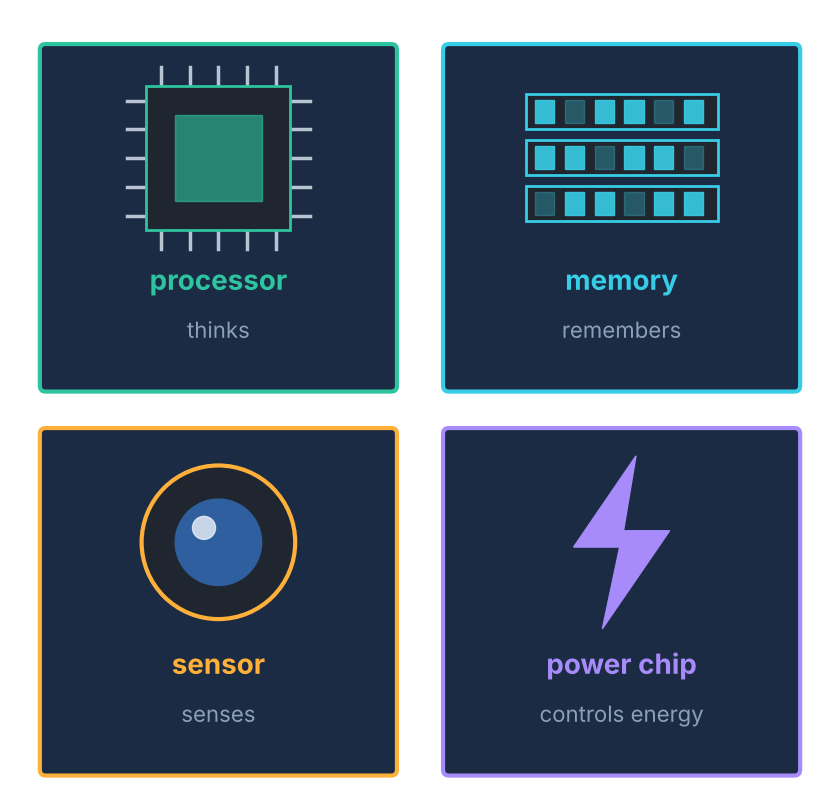 processor
thinks
memory
remembers
sensor
senses
power chip
controls energy